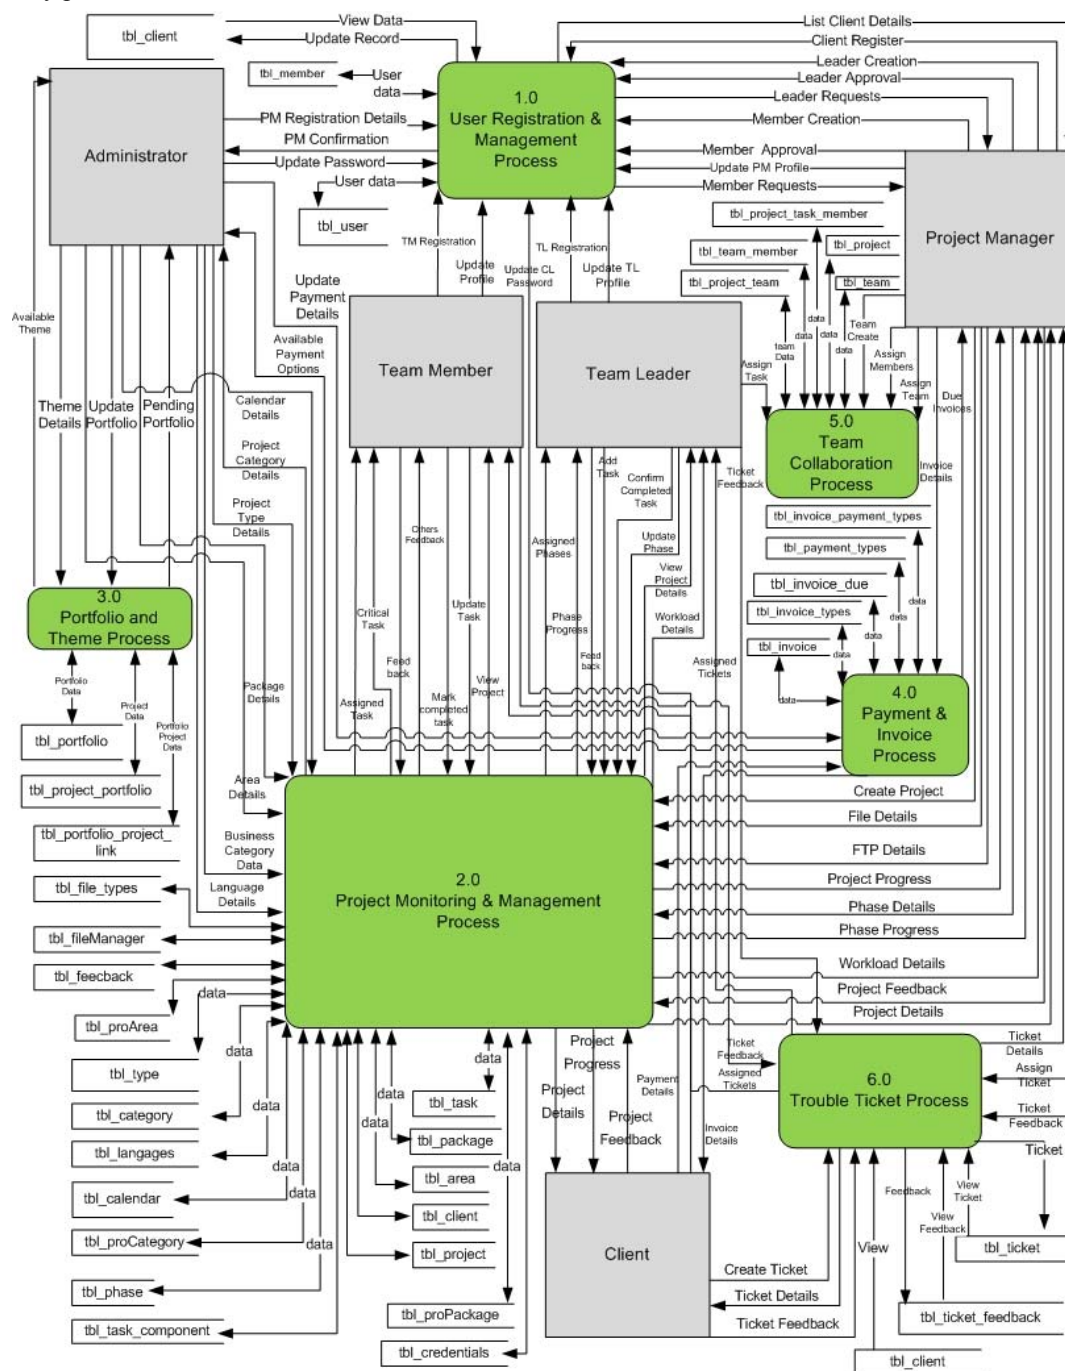 View Data
List Client Details
tbl_client
Update Record
Client Register
Leader Creation
tbl_member
User
data
Leader Approval
1.0
User Registration &
Management
Process
Leader Requests
PM Registration Details
Member Creation
PM Confirmation
Administrator
Member Approval
Update Password
Update PM Profile
User data
Member Requests
tbl_user
tbl_project_task_member
Project Manager
TM Registration
TL Registration
tbl_team_member
tbl_project
Update
Profile
Update CL
Password
Update TL
Profile
tbl_project_team
tbl_team
Update
Payment
Details
Available
Theme
Available
Payment
Options
data
data
data
data
team
Data
Team
Create
Assign
Members
Team Member
Team Leader
Assign
Task
Assign
Team
Due
Invoices
Theme
Details
Update
Portfolio
Pending
Portfolio
Calendar
Details
5.0
Team
Collaboration
Process
Project
Category
Details
Add
Task
Confirm
Completed
Task
Ticket
Feedback
Invoice
Details
Project
Type
Details
tbl_invoice_payment_types
Others
Feedback
Assigned
Phases
Update
Phase
tbl_payment_types
View
Project
Details
tbl_invoice_due
3.0
Portfolio and
Theme Process
Critical
Task
Update
Task
Phase
Progress
Workload
Details
tbl_invoice_types
data
data
data
data
tbl_invoice
Portfolio
Data
Feed
back
View
Project
Feed
back
Assigned
Tickets
Package
Details
Assigned
Task
Mark
completed
task
data
4.0
Payment &
Invoice
Process
Project
Data
Portfolio
Project
Data
tbl_portfolio
tbl_project_portfolio
Area
Details
Create Project
File Details
tbl_portfolio_project_
link
Business
Category
Data
FTP Details
2.0
Project Monitoring & Management
Process
Project Progress
tbl_file_types
Language
Details
Phase Details
Phase Progress
tbl_fileManager
Workload Details
tbl_feecback
Project Feedback
data
Project Details
tbl_proArea
data
Project
Progress
Ticket
Feedback
Ticket
Details
data
tbl_type
Assigned
Tickets
6.0
Trouble Ticket Process
Assign
Ticket
Project
Details
Payment
Details
data
data
data
tbl_task
tbl_category
Ticket
Feedback
Project
Feedback
Invoice
Details
tbl_package
tbl_langages
data
data
data
Ticket
tbl_area
Feedback
View
Ticket
tbl_calendar
data
tbl_client
View
Feedback
tbl_proCategory
data
tbl_project
Client
View
tbl_ticket
Create Ticket
tbl_phase
Ticket Details
tbl_proPackage
tbl_ticket_feedback
tbl_task_component
Ticket Feedback
tbl_credentials
tbl_client